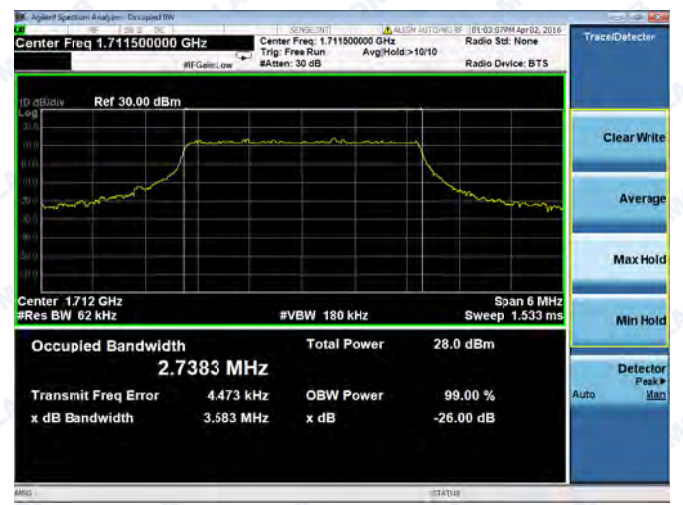 Agilent Spectrum Analyzer - Occupied BW
SENSE:INT ALIGN AUTO/NO RF 01:03:07PM Apr 02, 2016
Center Freq 1.711500000 GHz
Center Freq: 1.711500000 GHz
Radio Std: None
Trig: Free Run
Avg|Hold:>10/10
#IFGain:Low
#Atten: 30 dB
Radio Device: BTS
Trace/Detector
10 dB/div
Ref 30.00 dBm
Log
Clear Write
Average
Max Hold
Min Hold
Detector
Peak▶
Auto Man
Center 1.712 GHz
Span 6 MHz
#Res BW 62 kHz
#VBW 180 kHz
Sweep 1.533 ms
Occupied Bandwidth
Total Power 28.0 dBm
2.7383 MHz
Transmit Freq Error 4.473 kHz
OBW Power 99.00 %
x dB Bandwidth 3.583 MHz
x dB -26.00 dB
MSG
STATUS